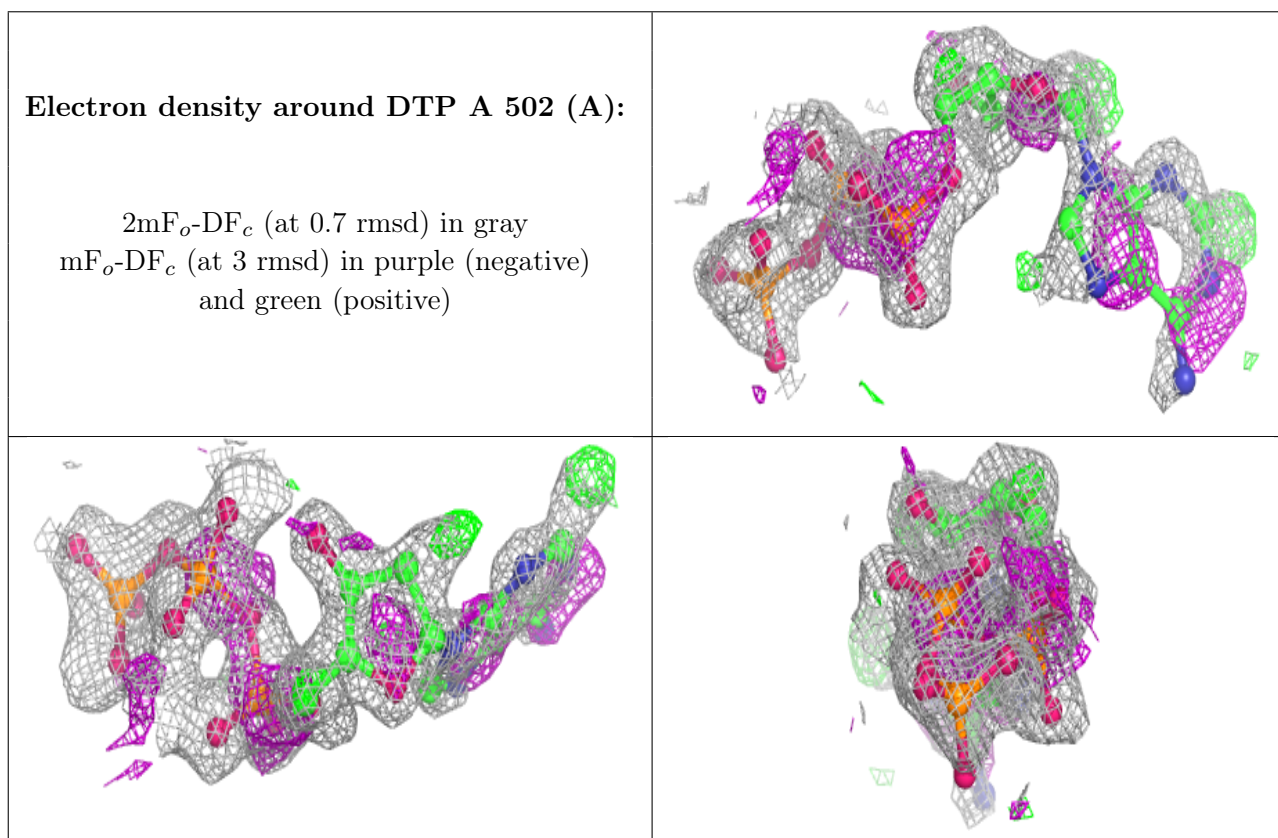 Electron density around DTP A 502 (A):
2mFo-DFc (at 0.7 rmsd) in gray
mFo-DFc (at 3 rmsd) in purple (negative)
and green (positive)